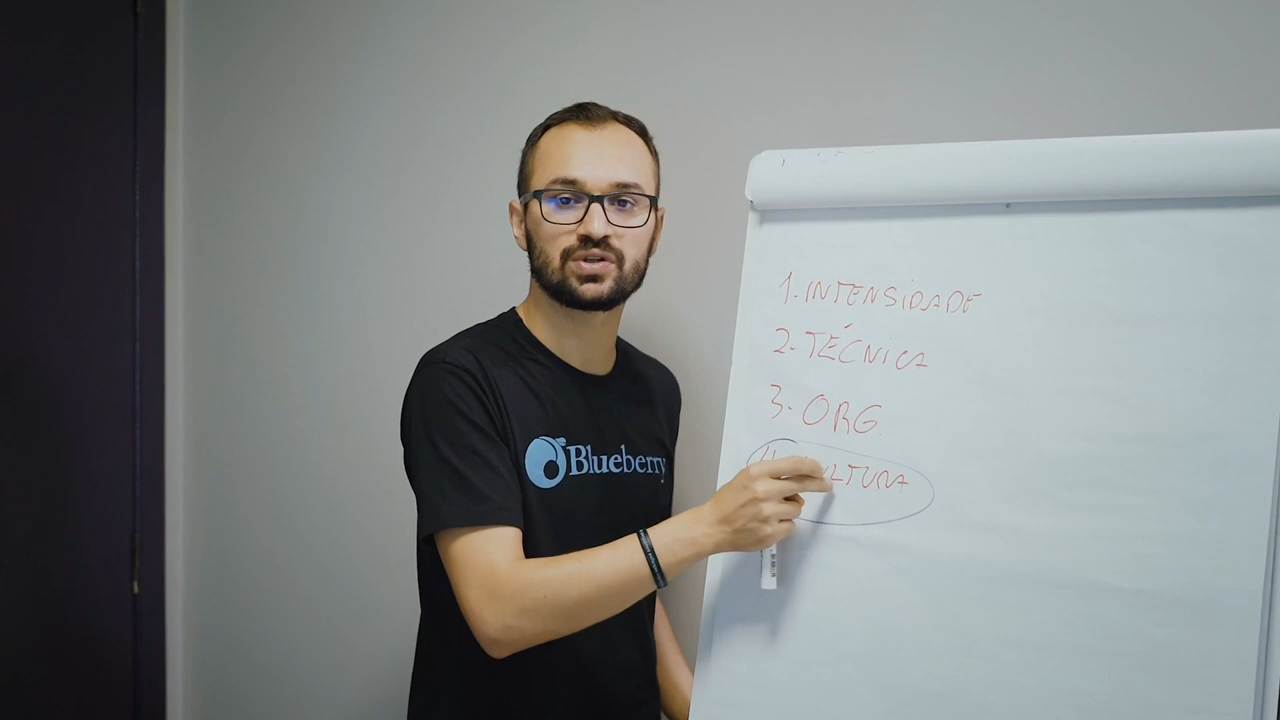 1. INTENSIDADE
2. TÉCNICA
3. ORG.
Blueberry